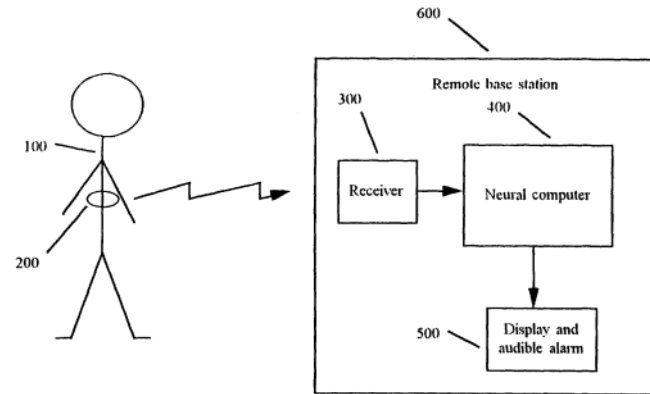 600
Remote base station
300
400
100
Receiver
Neural computer
200
500
Display and
audible alarm